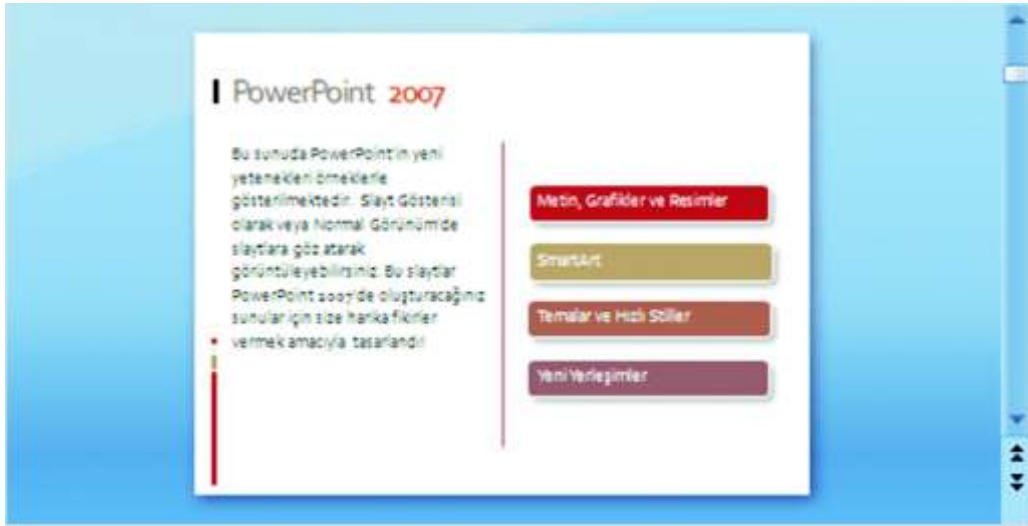 PowerPoint 2007
Bu sunuda PowerPoint'in yeni
yetenekleri örneklerle
gösterilmektedir. Slayt Gösterisi
olarak veya Normal Görünüm'de
slaytlara göz atarak
görüntüleyebilirsiniz. Bu slaytlar
PowerPoint 2007'de oluşturacağınız
sunular için size harika fikirler
vermek amacıyla tasarlandı!
Metin, Grafikler ve Resimler
SmartArt
Temalar ve Hızlı Stiller
Yeni Yerleşimler